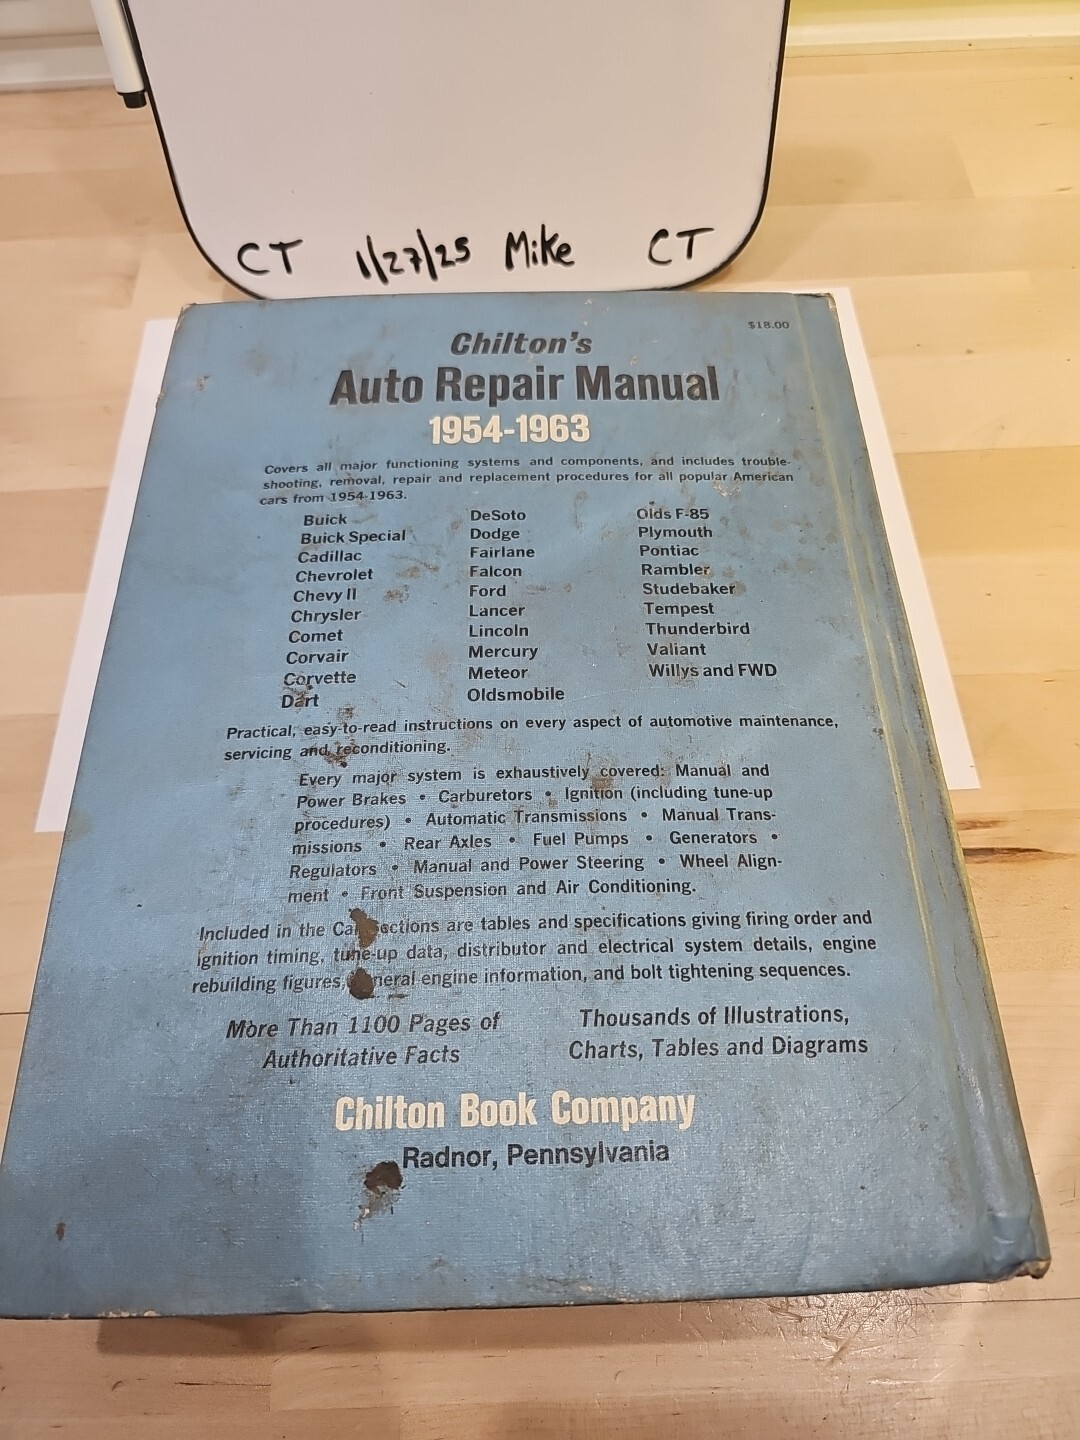 CT 1/27/25 Mike CT
$18.00
Chilton's
Auto Repair Manual
1954-1963
Covers all major functioning systems and components, and includes trouble-
shooting, removal, repair and replacement procedures for all popular American
cars from 1954-1963.
Buick
Buick Special
Cadillac
Chevrolet
Chevy II
Chrysler
Comet
Corvair
Corvette
Dart
DeSoto
Dodge
Fairlane
Falcon
Ford
Lancer
Lincoln
Mercury
Meteor
Oldsmobile
Olds F-85
Plymouth
Pontiac
Rambler
Studebaker
Tempest
Thunderbird
Valiant
Willys and FWD
Practical, easy-to-read instructions on every aspect of automotive maintenance,
servicing and reconditioning.
Every major system is exhaustively covered: Manual and
Power Brakes • Carburetors • Ignition (including tune-up
procedures) • Automatic Transmissions • Manual Trans-
missions • Rear Axles • Fuel Pumps • Generators •
Regulators • Manual and Power Steering • Wheel Align-
ment • Front Suspension and Air Conditioning.
Included in the Car Sections are tables and specifications giving firing order and
ignition timing, tune-up data, distributor and electrical system details, engine
rebuilding figures, general engine information, and bolt tightening sequences.
More Than 1100 Pages of
Authoritative Facts
Thousands of Illustrations,
Charts, Tables and Diagrams
Chilton Book Company
Radnor, Pennsylvania